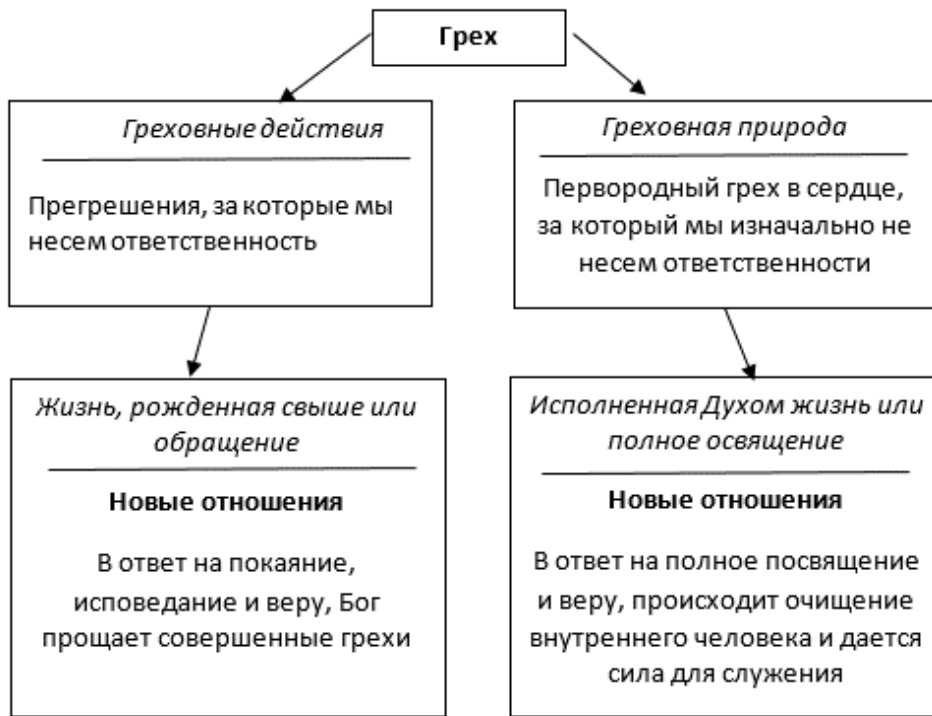 Грех
Греховные действия
Прегрешения, за которые мы
несем ответственность
Греховная природа
Первородный грех в сердце,
за который мы изначально не
несем ответственности
Жизнь, рожденная свыше или
обращение
Новые отношения
В ответ на покаяние,
исповедание и веру, Бог
прощает совершенные грехи
Исполненная Духом жизнь или
полное освящение
Новые отношения
В ответ на полное посвящение
и веру, происходит очищение
внутреннего человека и дается
сила для служения